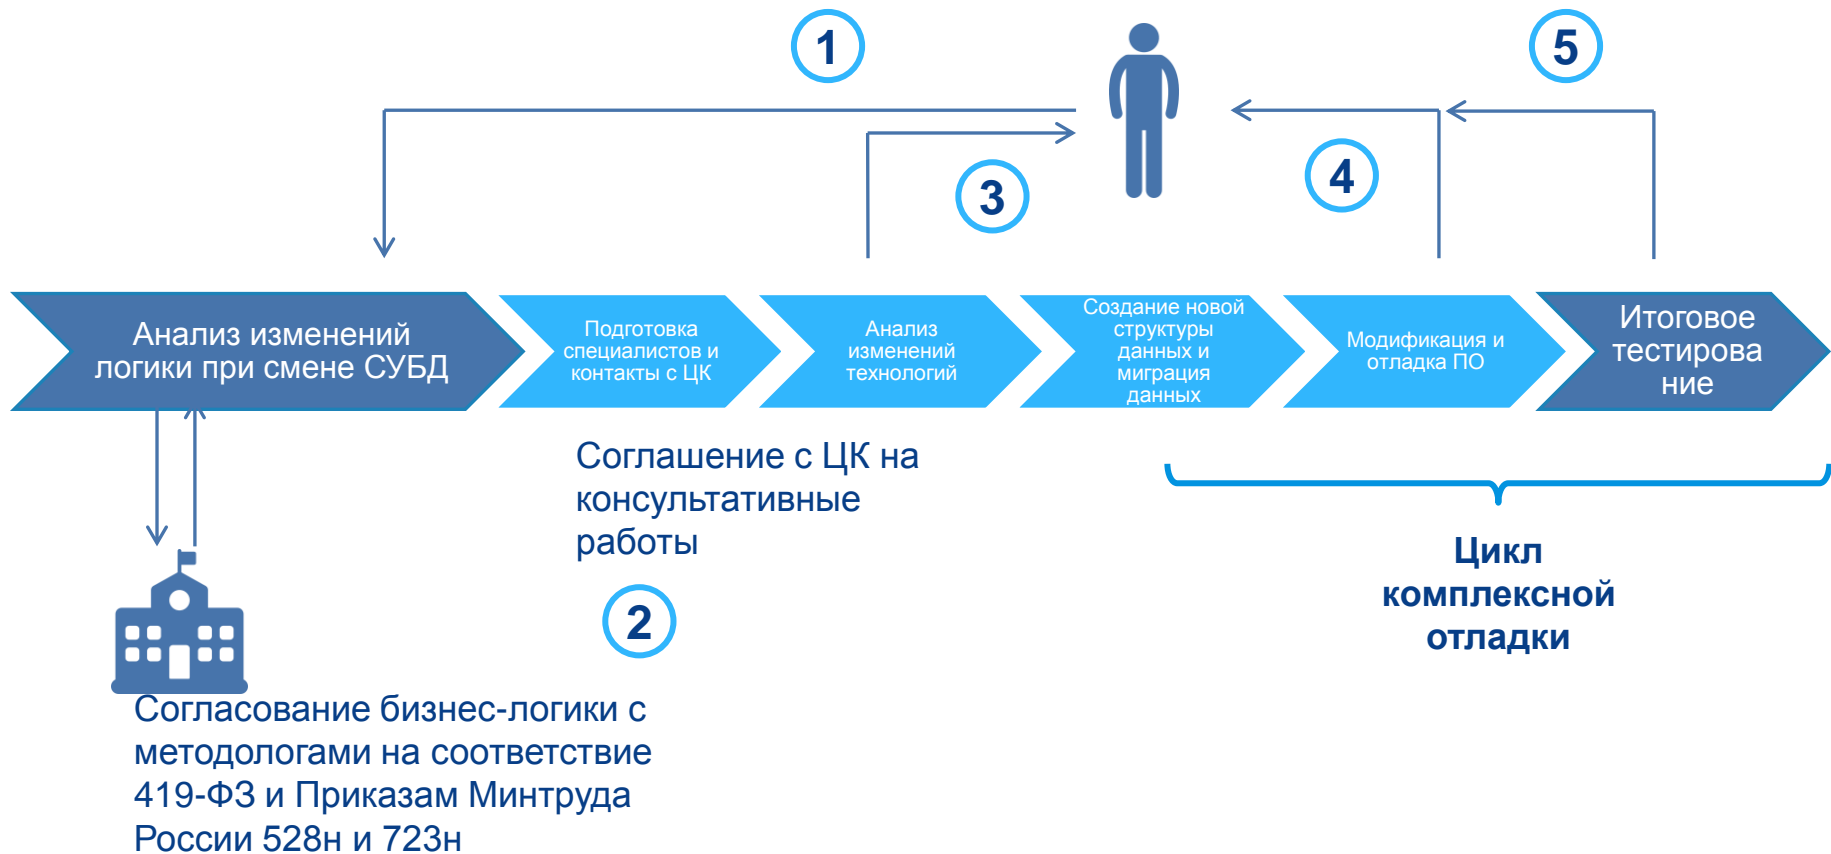 1
5
3
4
Анализ изменений
логики при смене СУБД
Подготовка
специалистов и
контакты с ЦК
Анализ
изменений
технологий
Создание новой
структуры
данных и
миграция
данных
Модификация и
отладка ПО
Итоговое
тестирова
ние
Соглашение с ЦК на
консультативные
работы
2
Цикл
комплексной
отладки
Согласование бизнес-логики с
методологами на соответствие
419-ФЗ и Приказам Минтруда
России 528н и 723н